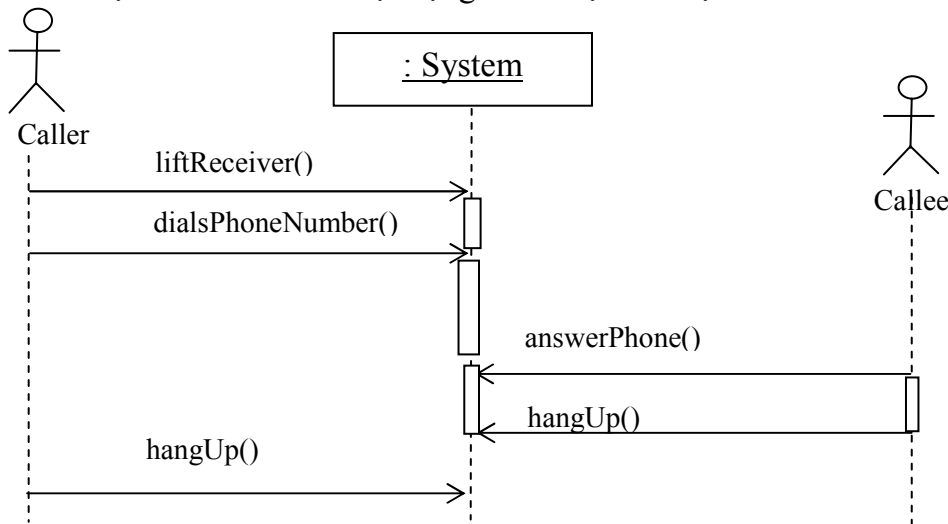 : System
Caller
liftReceiver()
Callee
dialsPhoneNumber()
answerPhone()
hangUp()
hangUp()